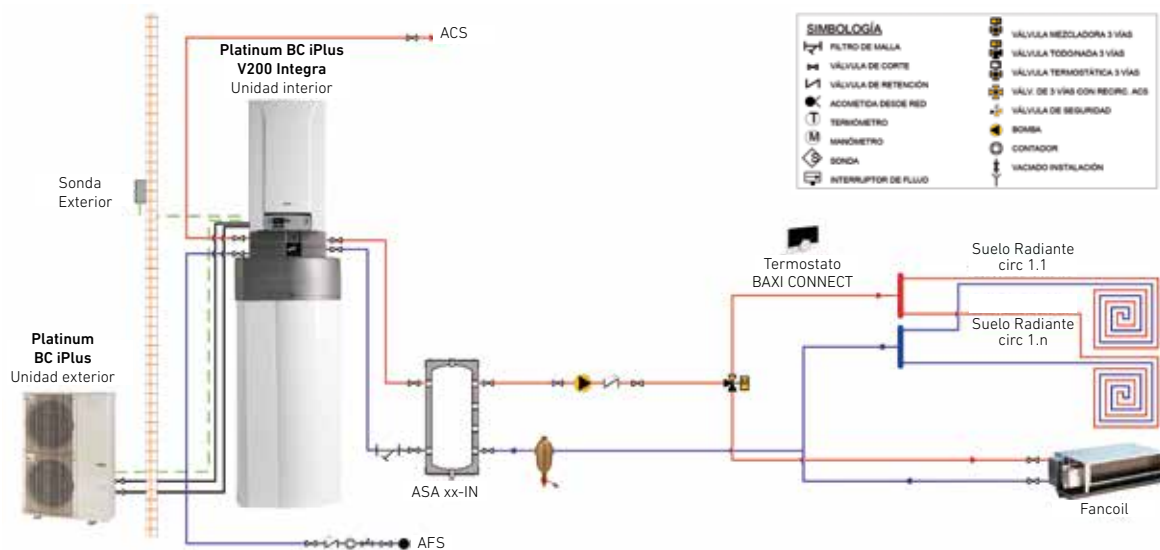 ACS
Platinum BC iPlus
V200 Integra
Unidad interior
Sonda
Exterior
Platinum
BC iPlus
Unidad exterior
AFS
ASA xx-IN
Termostato
BAXI CONNECT
Suelo Radiante
circ 1.1
Suelo Radiante
circ 1.n
Fancoil
SIMBOLOGÍA
FILTRO DE MALLA
VÁLVULA DE CORTE
VÁLVULA DE RETENCIÓN
ACOMETIDA DESDE RED
T
TERMÓMETRO
M
MANÓMETRO
S
SONDA
INTERRUPTOR DE FLUJO
VÁLVULA MEZCLADORA 3 VÍAS
VÁLVULA TODO/NADA 3 VÍAS
VÁLVULA TERMOSTÁTICA 3 VÍAS
VÁLV. DE 3 VÍAS CON RECIRC. ACS
VÁLVULA DE SEGURIDAD
BOMBA
CONTADOR
VACIADO INSTALACIÓN